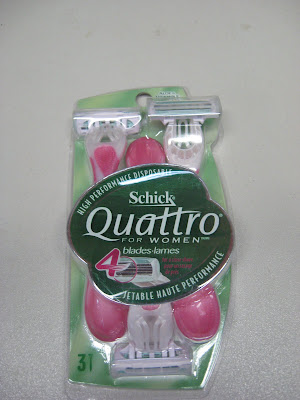 HIGH PERFORMANCE DISPOSABLE
Schick
Quattro
FOR WOMEN
4 blades·lames
JETABLE HAUTE PERFORMANCE
3